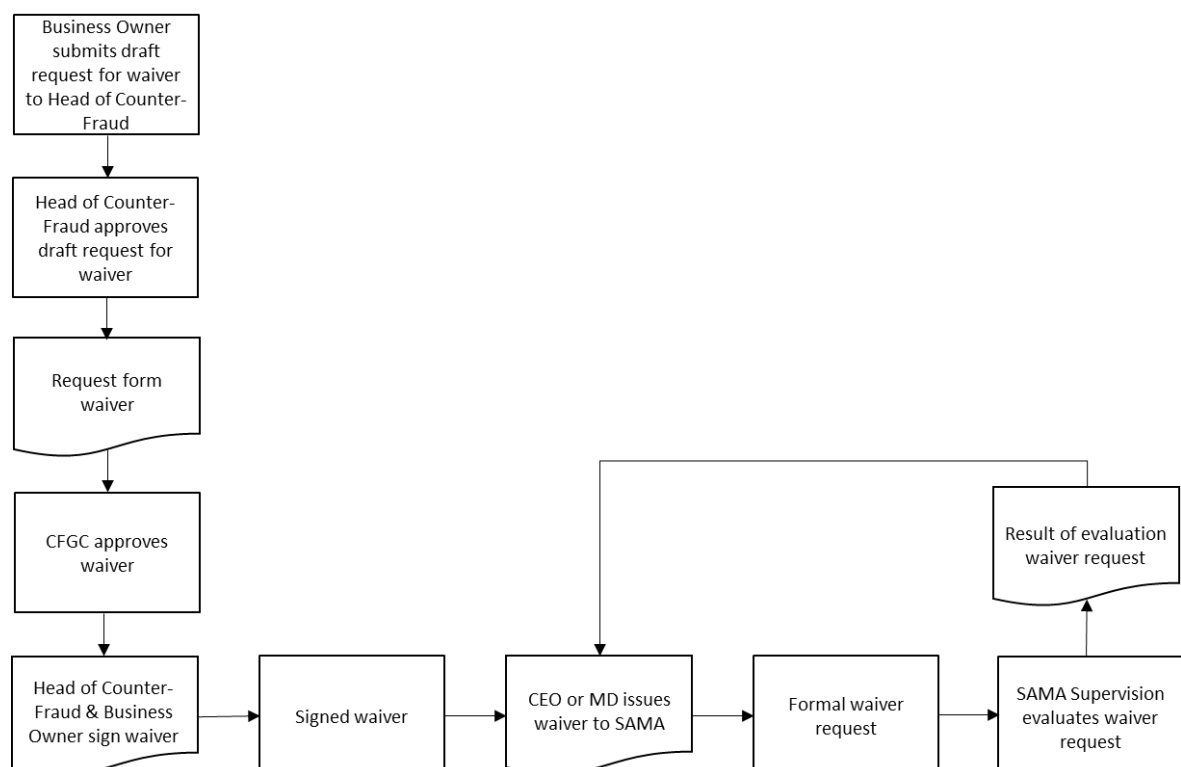 Business Owner
submits draft
request for waiver
to Head of Counter-
Fraud
Head of Counter-
Fraud approves
draft request for
waiver
Request form
waiver
CFGC approves
waiver
Head of Counter-
Fraud & Business
Owner sign waiver
Signed waiver
CEO or MD issues
waiver to SAMA
Formal waiver
request
SAMA Supervision
evaluates waiver
request
Result of evaluation
waiver request